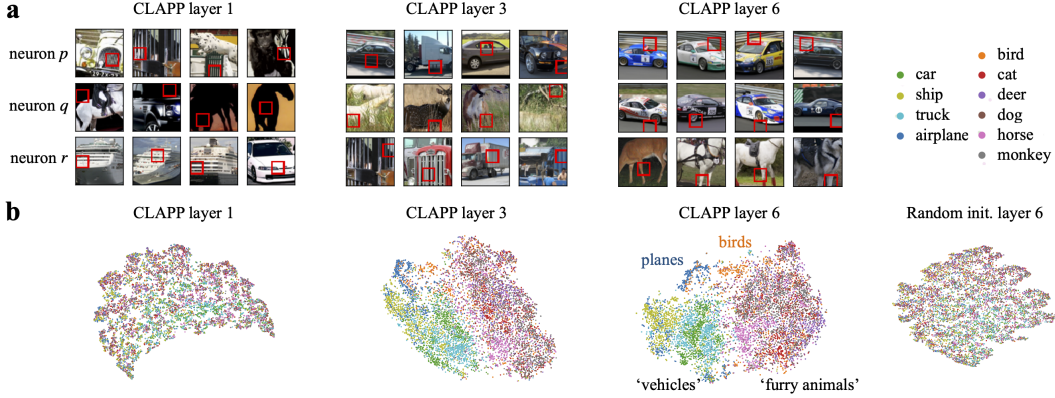 a
CLAPP layer 1
CLAPP layer 3
CLAPP layer 6
neuron p
neuron q
neuron r
car
ship
truck
airplane
bird
cat
deer
dog
horse
monkey
b
CLAPP layer 1
CLAPP layer 3
CLAPP layer 6
Random init. layer 6
birds
planes
‘vehicles’
‘furry animals’